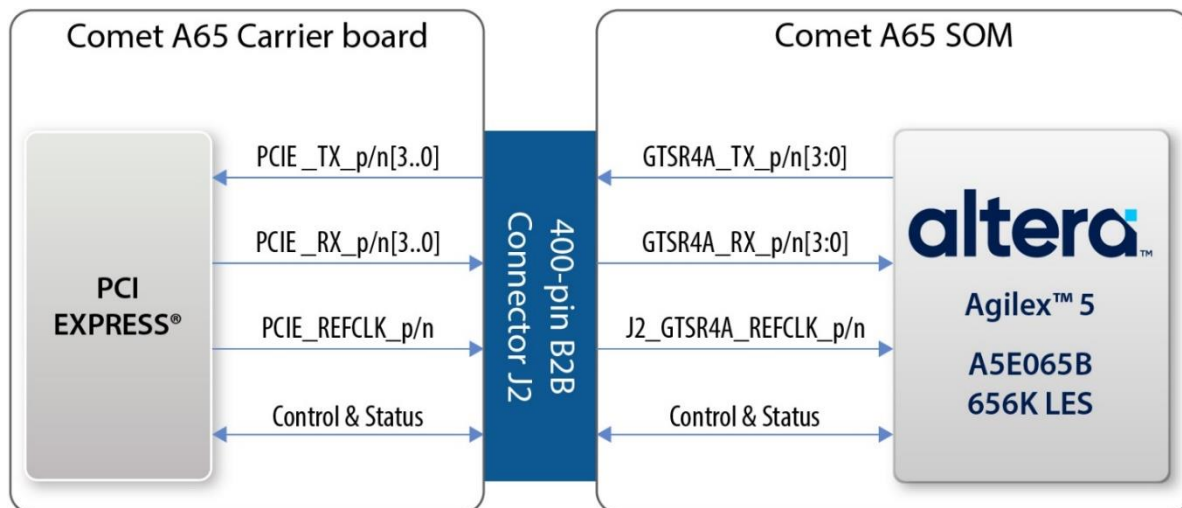 Comet A65 Carrier board
Comet A65 SOM
PCI
EXPRESS®
PCIE _TX_p/n[3..0]
PCIE _RX_p/n[3..0]
PCIE_REFCLK_p/n
Control & Status
400-pin B2B
Connector J2
GTSR4A_TX_p/n[3:0]
GTSR4A_RX_p/n[3:0]
J2_GTSR4A_REFCLK_p/n
Control & Status
altera™
Agilex™ 5
A5E065B
656K LES